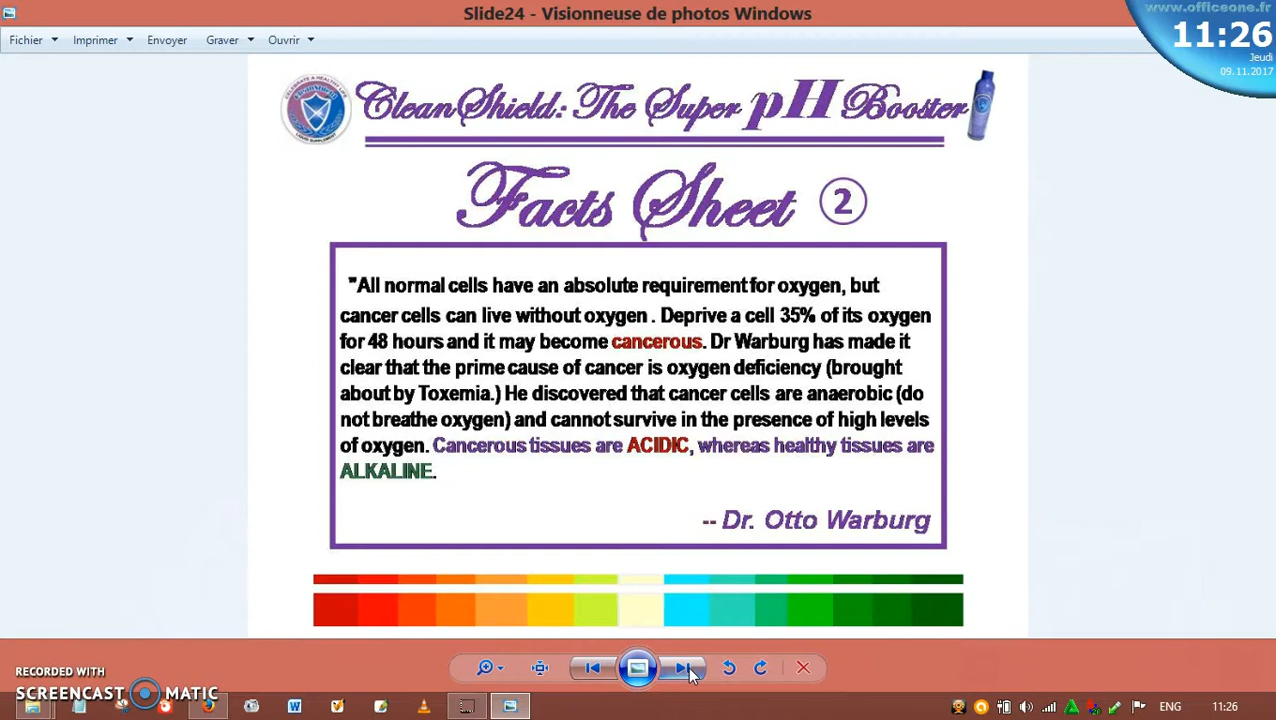 Slide24 - Visionneuse de photos Windows
www.officeone.fr
11:26
Jeudi
09.11.2017
Fichier Imprimer Envoyer Graver Ouvrir
CleanShield: The Super pH Booster
Facts Sheet ②
"All normal cells have an absolute requirement for oxygen, but
cancer cells can live without oxygen . Deprive a cell 35% of its oxygen
for 48 hours and it may become cancerous. Dr Warburg has made it
clear that the prime cause of cancer is oxygen deficiency (brought
about by Toxemia.) He discovered that cancer cells are anaerobic (do
not breathe oxygen) and cannot survive in the presence of high levels
of oxygen. Cancerous tissues are ACIDIC, whereas healthy tissues are
ALKALINE.
-- Dr. Otto Warburg
RECORDED WITH
SCREENCAST MATIC
ENG
11:26